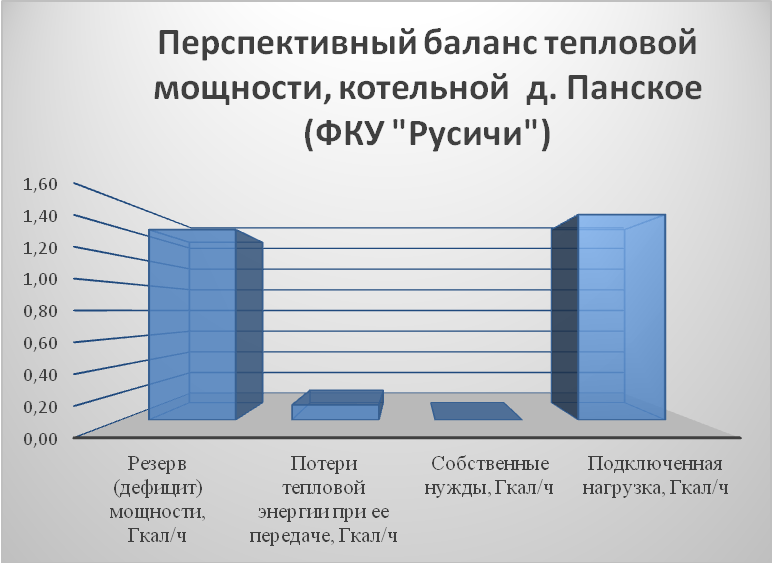 Перспективный баланс тепловой
мощности, котельной  д. Панское
(ФКУ "Русичи")
1,60
1,40
1,20
1,00
0,80
0,60
0,40
0,20
0,00
Резерв
(дефицит)
мощности,
Гкал/ч
Потери
тепловой
энергии при ее
передаче, Гкал/ч
Собственные
нужды, Гкал/ч
Подключенная
нагрузка, Гкал/ч